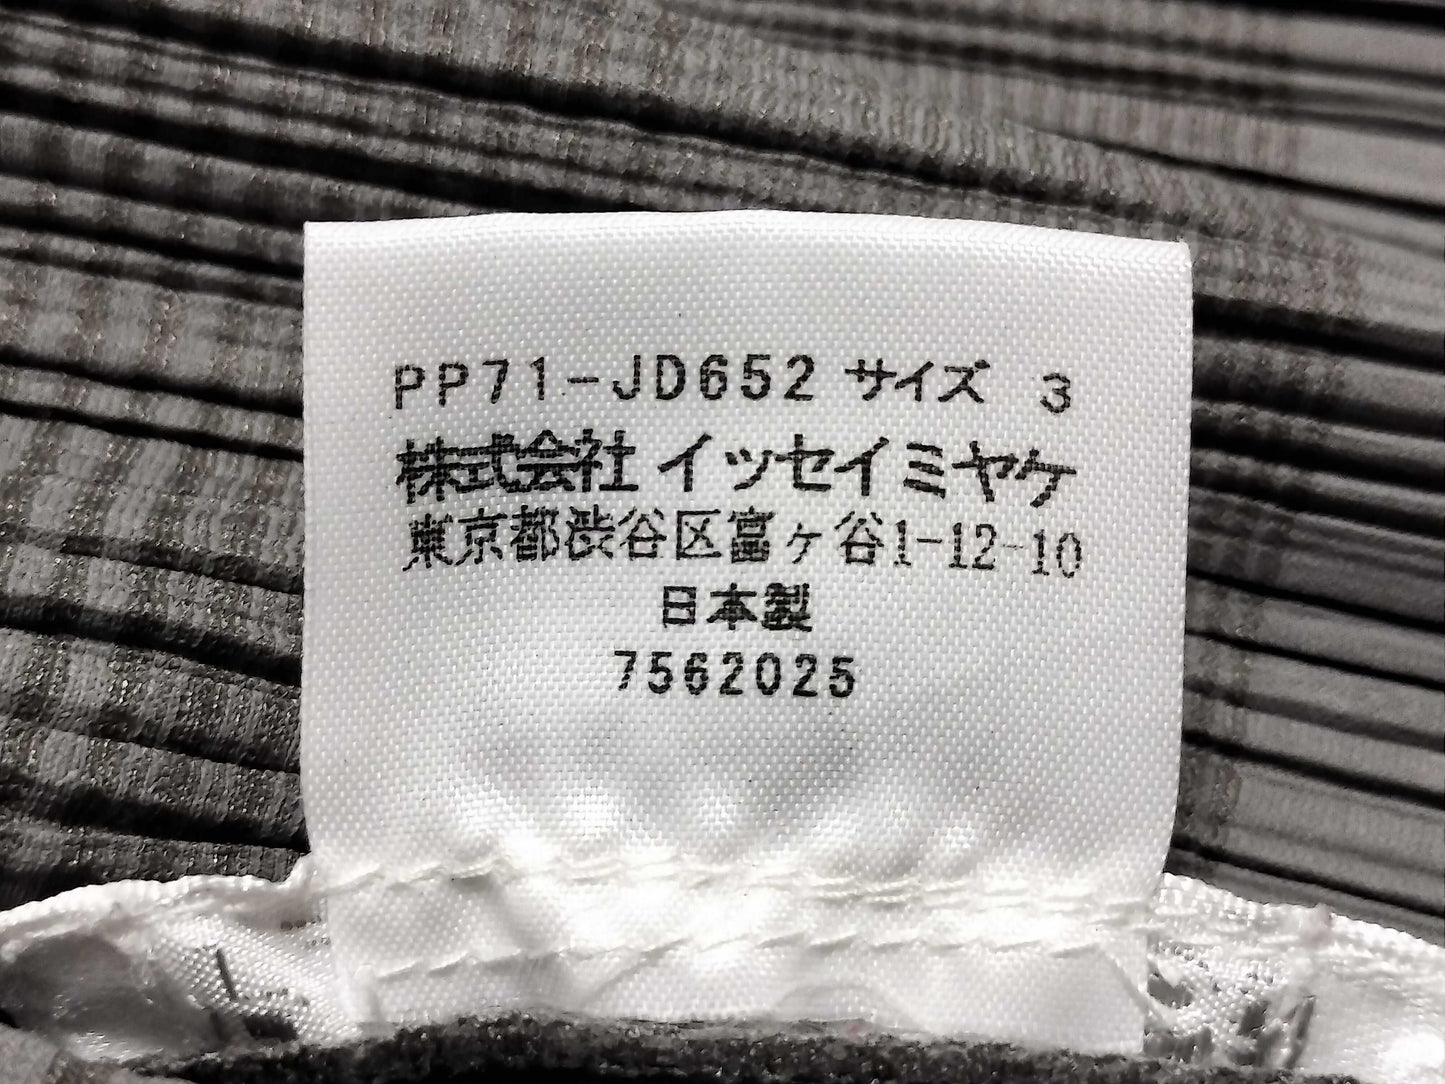 PP71-JD652 サイズ 3
株式会社 イッセイミヤケ
東京都渋谷区富ヶ谷1-12-10
日本製
7562025